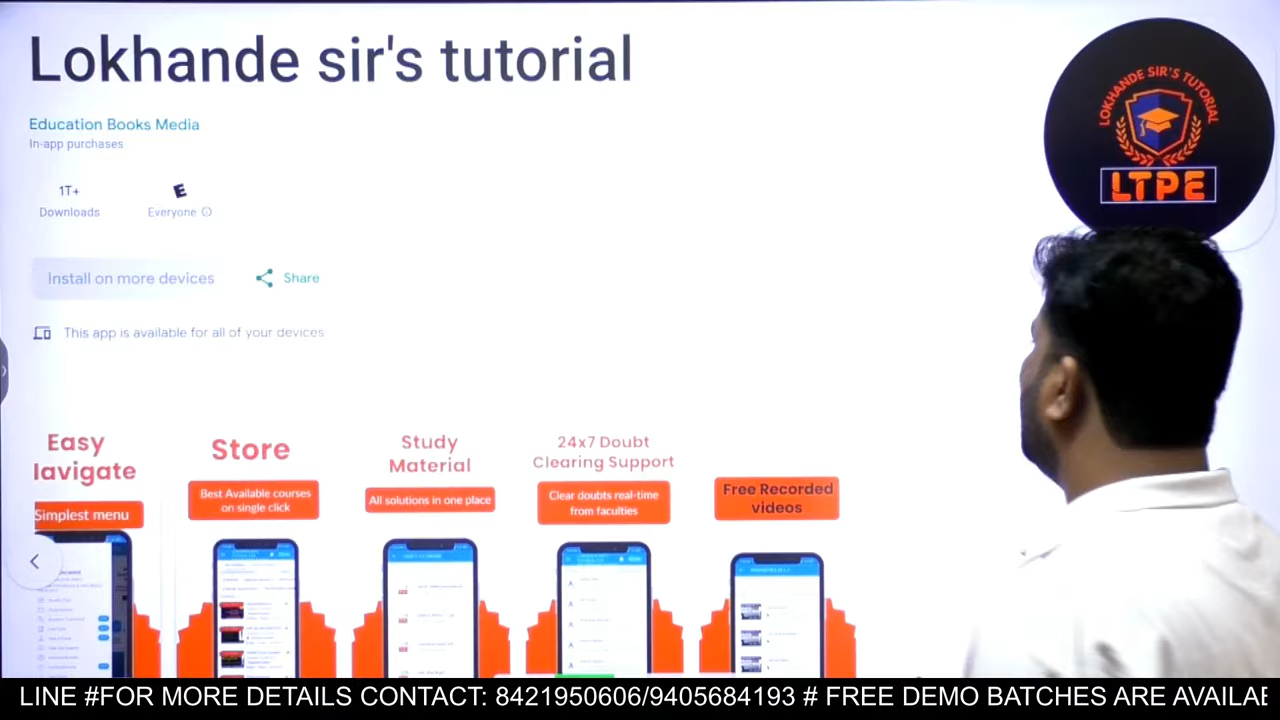 Lokhande sir's tutorial
Education Books Media
In-app purchases
1T+
Downloads
E
Everyone
Install on more devices
Share
This app is available for all of your devices
LOKHANDE SIR'S TUTORIAL
LTPE
Easy
Navigate
Simplest menu
Store
Best Available courses
on single click
Study
Material
All solutions in one place
24x7 Doubt
Clearing Support
Clear doubts real-time
from faculties
Free Recorded
videos
LINE #FOR MORE DETAILS CONTACT: 8421950606/9405684193 # FREE DEMO BATCHES ARE